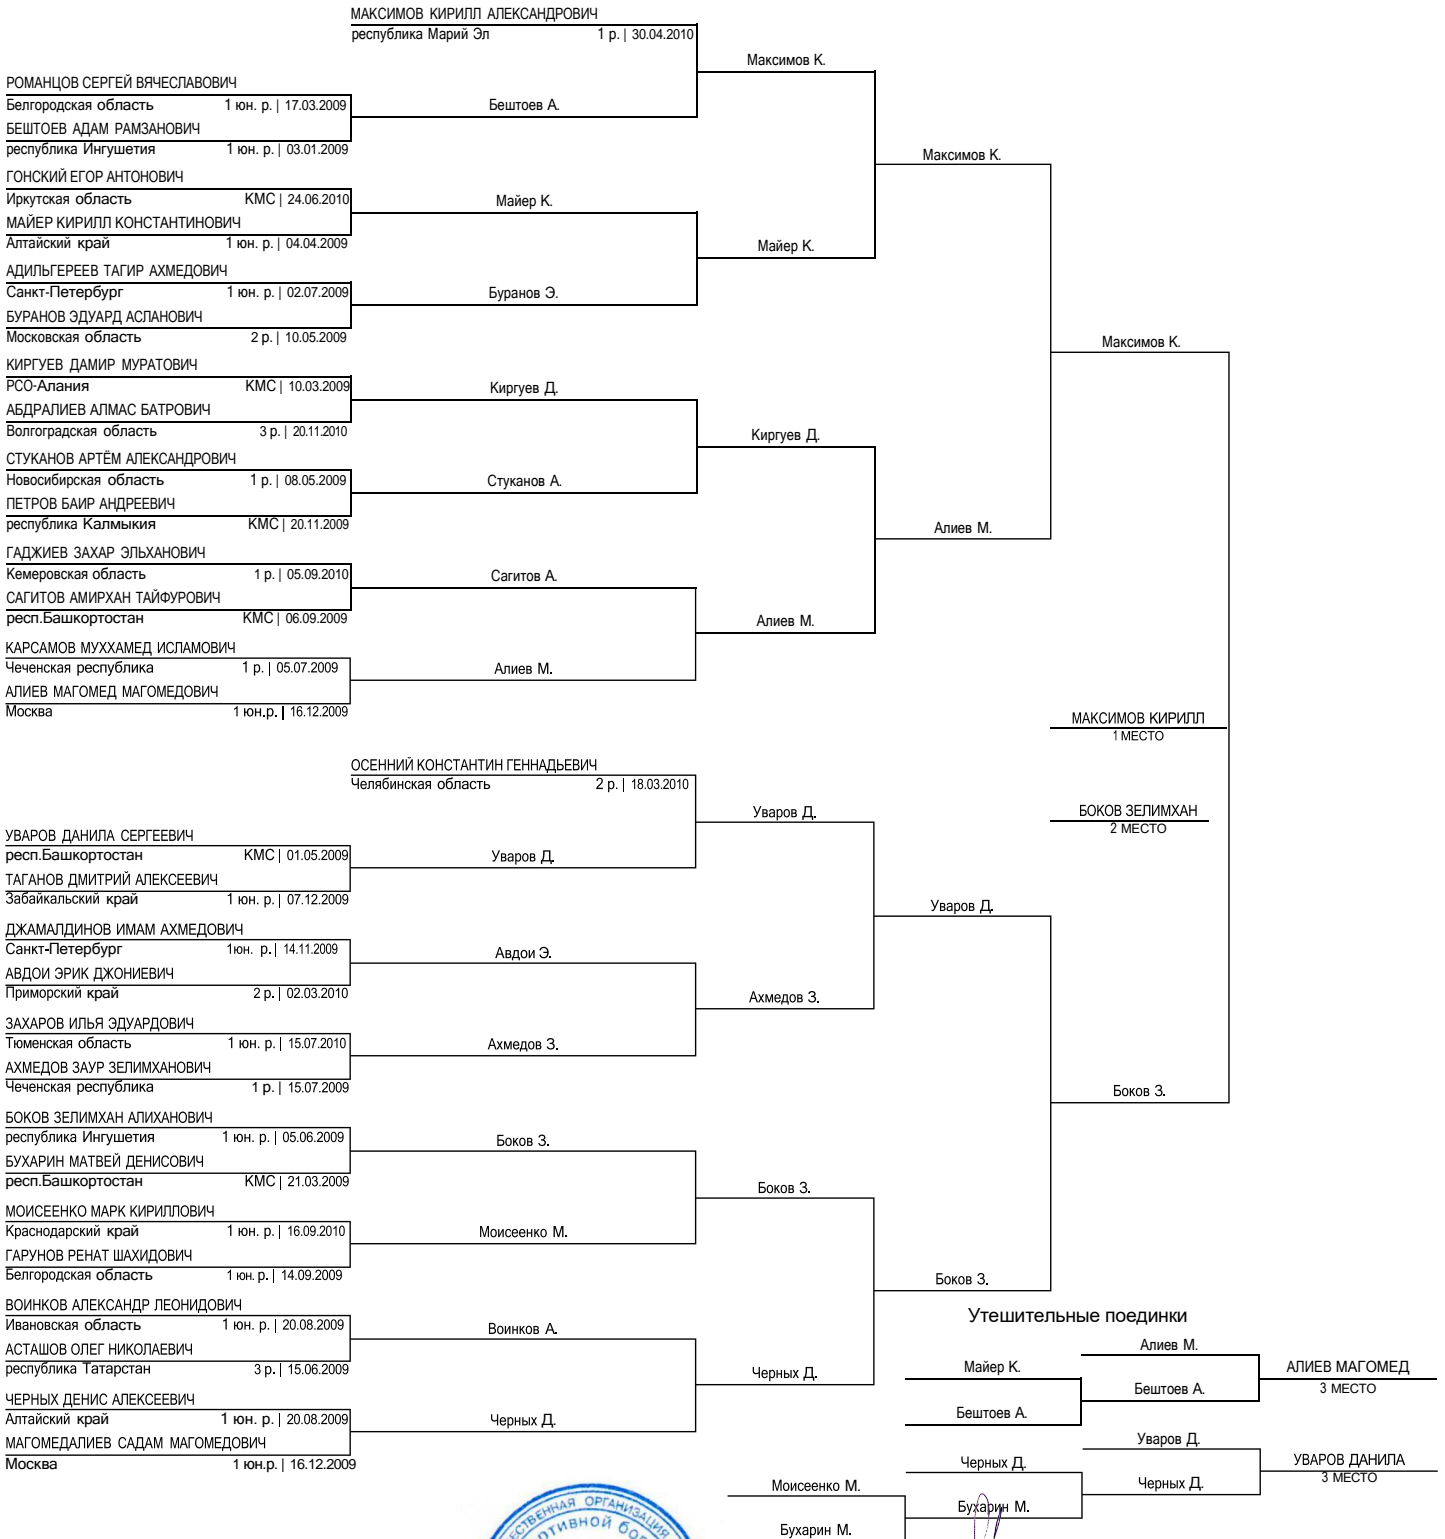 МАКСИМОВ КИРИЛЛ АЛЕКСАНДРОВИЧ
республика Марий Эл 1 р. | 30.04.2010
Максимов К.
РОМАНЦОВ СЕРГЕЙ ВЯЧЕСЛАВОВИЧ
Белгородская область 1 юн. р. | 17.03.2009
Бештоев А.
БЕШТОЕВ АДАМ РАМЗАНОВИЧ
республика Ингушетия 1 юн. р. | 03.01.2009
Максимов К.
ГОНСКИЙ ЕГОР АНТОНОВИЧ
Иркутская область КМС | 24.06.2010
Майер К.
МАЙЕР КИРИЛЛ КОНСТАНТИНОВИЧ
Алтайский край 1 юн. р. | 04.04.2009
Майер К.
АДИЛЬГЕРЕЕВ ТАГИР АХМЕДОВИЧ
Санкт-Петербург 1 юн. р. | 02.07.2009
Буранов Э.
БУРАНОВ ЭДУАРД АСЛАНОВИЧ
Московская область 2 р. | 10.05.2009
Максимов К.
КИРГУЕВ ДАМИР МУРАТОВИЧ
РСО-Алания КМС | 10.03.2009
Киргуев Д.
АБДРАЛИЕВ АЛМАС БАТРОВИЧ
Волгоградская область 3 р. | 20.11.2010
Киргуев Д.
СТУКАНОВ АРТЁМ АЛЕКСАНДРОВИЧ
Новосибирская область 1 р. | 08.05.2009
Стуканов А.
ПЕТРОВ БАИР АНДРЕЕВИЧ
республика Калмыкия КМС | 20.11.2009
Алиев М.
ГАДЖИЕВ ЗАХАР ЭЛЬХАНОВИЧ
Кемеровская область 1 р. | 05.09.2010
Сагитов А.
САГИТОВ АМИРХАН ТАЙФУРОВИЧ
респ.Башкортостан КМС | 06.09.2009
Алиев М.
КАРСАМОВ МУХХАМЕД ИСЛАМОВИЧ
Чеченская республика 1 р. | 05.07.2009
Алиев М.
АЛИЕВ МАГОМЕД МАГОМЕДОВИЧ
Москва 1 юн.р. | 16.12.2009
МАКСИМОВ КИРИЛЛ
1 МЕСТО
ОСЕННИЙ КОНСТАНТИН ГЕННАДЬЕВИЧ
Челябинская область 2 р. | 18.03.2010
Уваров Д.
БОКОВ ЗЕЛИМХАН
2 МЕСТО
УВАРОВ ДАНИЛА СЕРГЕЕВИЧ
респ.Башкортостан КМС | 01.05.2009
Уваров Д.
ТАГАНОВ ДМИТРИЙ АЛЕКСЕЕВИЧ
Забайкальский край 1 юн. р. | 07.12.2009
Уваров Д.
ДЖАМАЛДИНОВ ИМАМ АХМЕДОВИЧ
Санкт-Петербург 1юн. р. | 14.11.2009
Авдои Э.
АВДОИ ЭРИК ДЖОНИЕВИЧ
Приморский край 2 р. | 02.03.2010
Ахмедов З.
ЗАХАРОВ ИЛЬЯ ЭДУАРДОВИЧ
Тюменская область 1 юн. р. | 15.07.2010
Ахмедов З.
АХМЕДОВ ЗАУР ЗЕЛИМХАНОВИЧ
Чеченская республика 1 р. | 15.07.2009
Боков З.
БОКОВ ЗЕЛИМХАН АЛИХАНОВИЧ
республика Ингушетия 1 юн. р. | 05.06.2009
Боков З.
БУХАРИН МАТВЕЙ ДЕНИСОВИЧ
респ.Башкортостан КМС | 21.03.2009
Боков З.
МОИСЕЕНКО МАРК КИРИЛЛОВИЧ
Краснодарский край 1 юн. р. | 16.09.2010
Моисеенко М.
ГАРУНОВ РЕНАТ ШАХИДОВИЧ
Белгородская область 1 юн. р. | 14.09.2009
Боков З.
ВОИНКОВ АЛЕКСАНДР ЛЕОНИДОВИЧ
Ивановская область 1 юн. р. | 20.08.2009
Воинков А.
АСТАШОВ ОЛЕГ НИКОЛАЕВИЧ
республика Татарстан 3 р. | 15.06.2009
Черных Д.
ЧЕРНЫХ ДЕНИС АЛЕКСЕЕВИЧ
Алтайский край 1 юн. р. | 20.08.2009
Черных Д.
МАГОМЕДАЛИЕВ САДАМ МАГОМЕДОВИЧ
Москва 1 юн.р. | 16.12.2009
Утешительные поединки
Алиев М.
Майер К.
АЛИЕВ МАГОМЕД
3 МЕСТО
Бештоев А.
Бештоев А.
Уваров Д.
УВАРОВ ДАНИЛА
3 МЕСТО
Черных Д.
Черных Д.
Моисеенко М.
Бухарин М.
Бухарин М.
ОРГАНИЗАЦИЯ